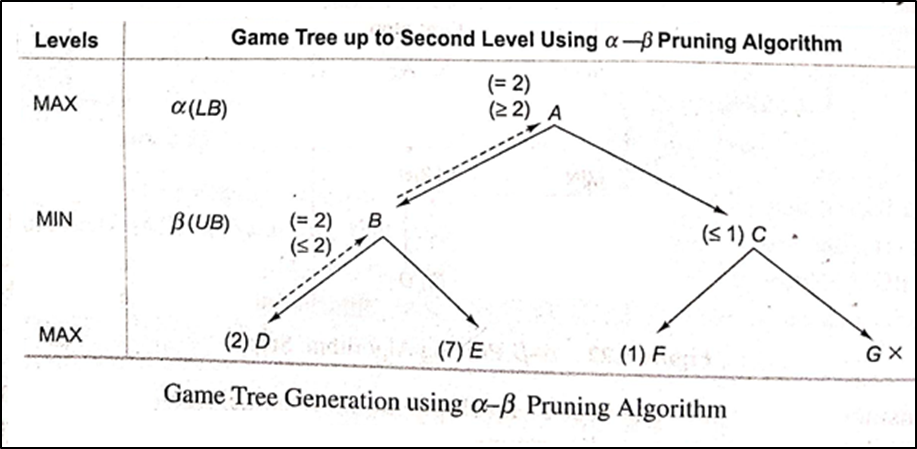 Levels
Game Tree up to Second Level Using α–β Pruning Algorithm
MAX
α(LB)
(= 2)
(≥ 2) A
MIN
β(UB)
(= 2) B
(≤ 2)
(≤ 1) C
MAX
(2) D
(7) E
(1) F
G ×
Game Tree Generation using α–β Pruning Algorithm